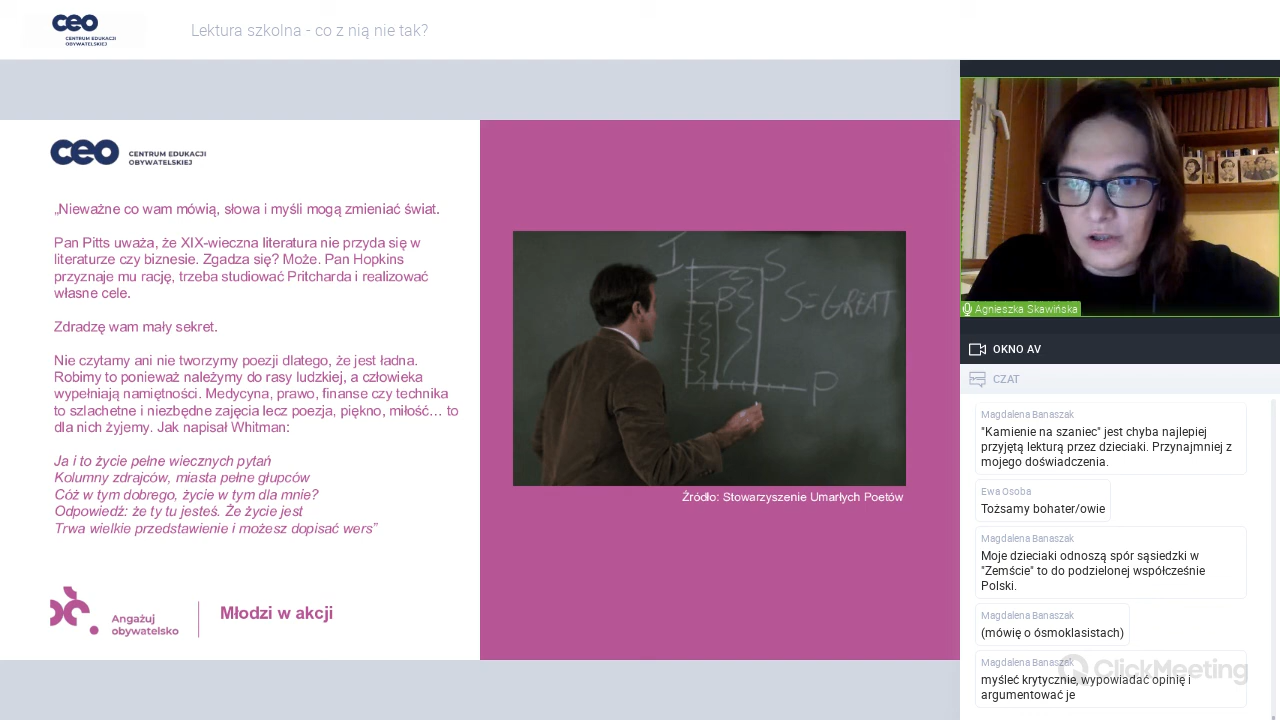 ceo
CENTRUM EDUKACJI
OBYWATELSKIEJ
Lektura szkolna - co z nią nie tak?
ceo
CENTRUM EDUKACJI
OBYWATELSKIEJ
„Nieważne co wam mówią, słowa i myśli mogą zmieniać świat.
Pan Pitts uważa, że XIX-wieczna literatura nie przyda się w
literaturze czy biznesie. Zgadza się? Może. Pan Hopkins
przyznaje mu rację, trzeba studiować Pritcharda i realizować
własne cele.
Zdradzę wam mały sekret.
Nie czytamy ani nie tworzymy poezji dlatego, że jest ładna.
Robimy to ponieważ należymy do rasy ludzkiej, a człowieka
wypełniają namiętności. Medycyna, prawo, finanse czy technika
to szlachetne i niezbędne zajęcia lecz poezja, piękno, miłość… to
dla nich żyjemy. Jak napisał Whitman:
Ja i to życie pełne wiecznych pytań
Kolumny zdrajców, miasta pełne głupców
Cóż w tym dobrego, życie w tym dla mnie?
Odpowiedź: że ty tu jesteś. Że życie jest
Trwa wielkie przedstawienie i możesz dopisać wers”
Angażuj
obywatelsko
Młodzi w akcji
I
S
B
S=GREAT
P
Źródło: Stowarzyszenie Umarłych Poetów
Agnieszka Skawińska
OKNO AV
CZAT
Magdalena Banaszak
"Kamienie na szaniec" jest chyba najlepiej
przyjętą lekturą przez dzieciaki. Przynajmniej z
mojego doświadczenia.
Ewa Osoba
Tożsamy bohater/owie
Magdalena Banaszak
Moje dzieciaki odnoszą spór sąsiedzki w
"Zemście" to do podzielonej współcześnie
Polski.
Magdalena Banaszak
(mówię o ósmoklasistach)
Magdalena Banaszak
myśleć krytycznie, wypowiadać opinię i
argumentować je
ClickMeeting